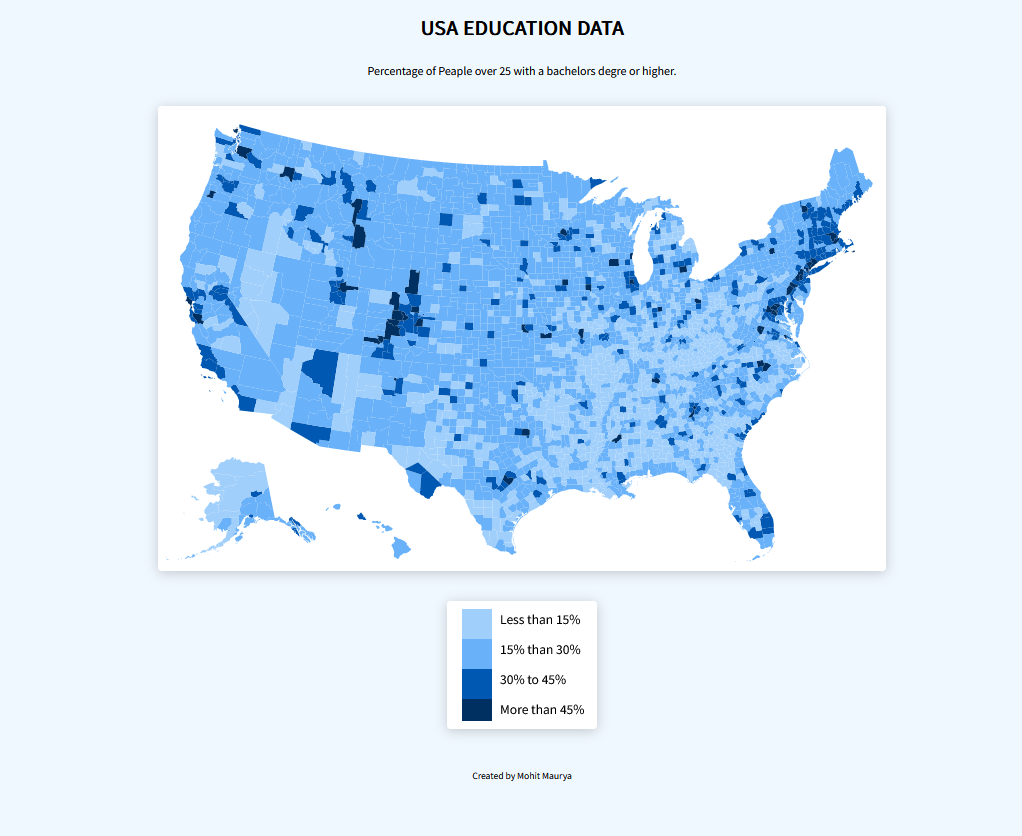 USA EDUCATION DATA
Percentage of Peaple over 25 with a bachelors degre or higher.
Less than 15%
15% than 30%
30% to 45%
More than 45%
Created by Mohit Maurya